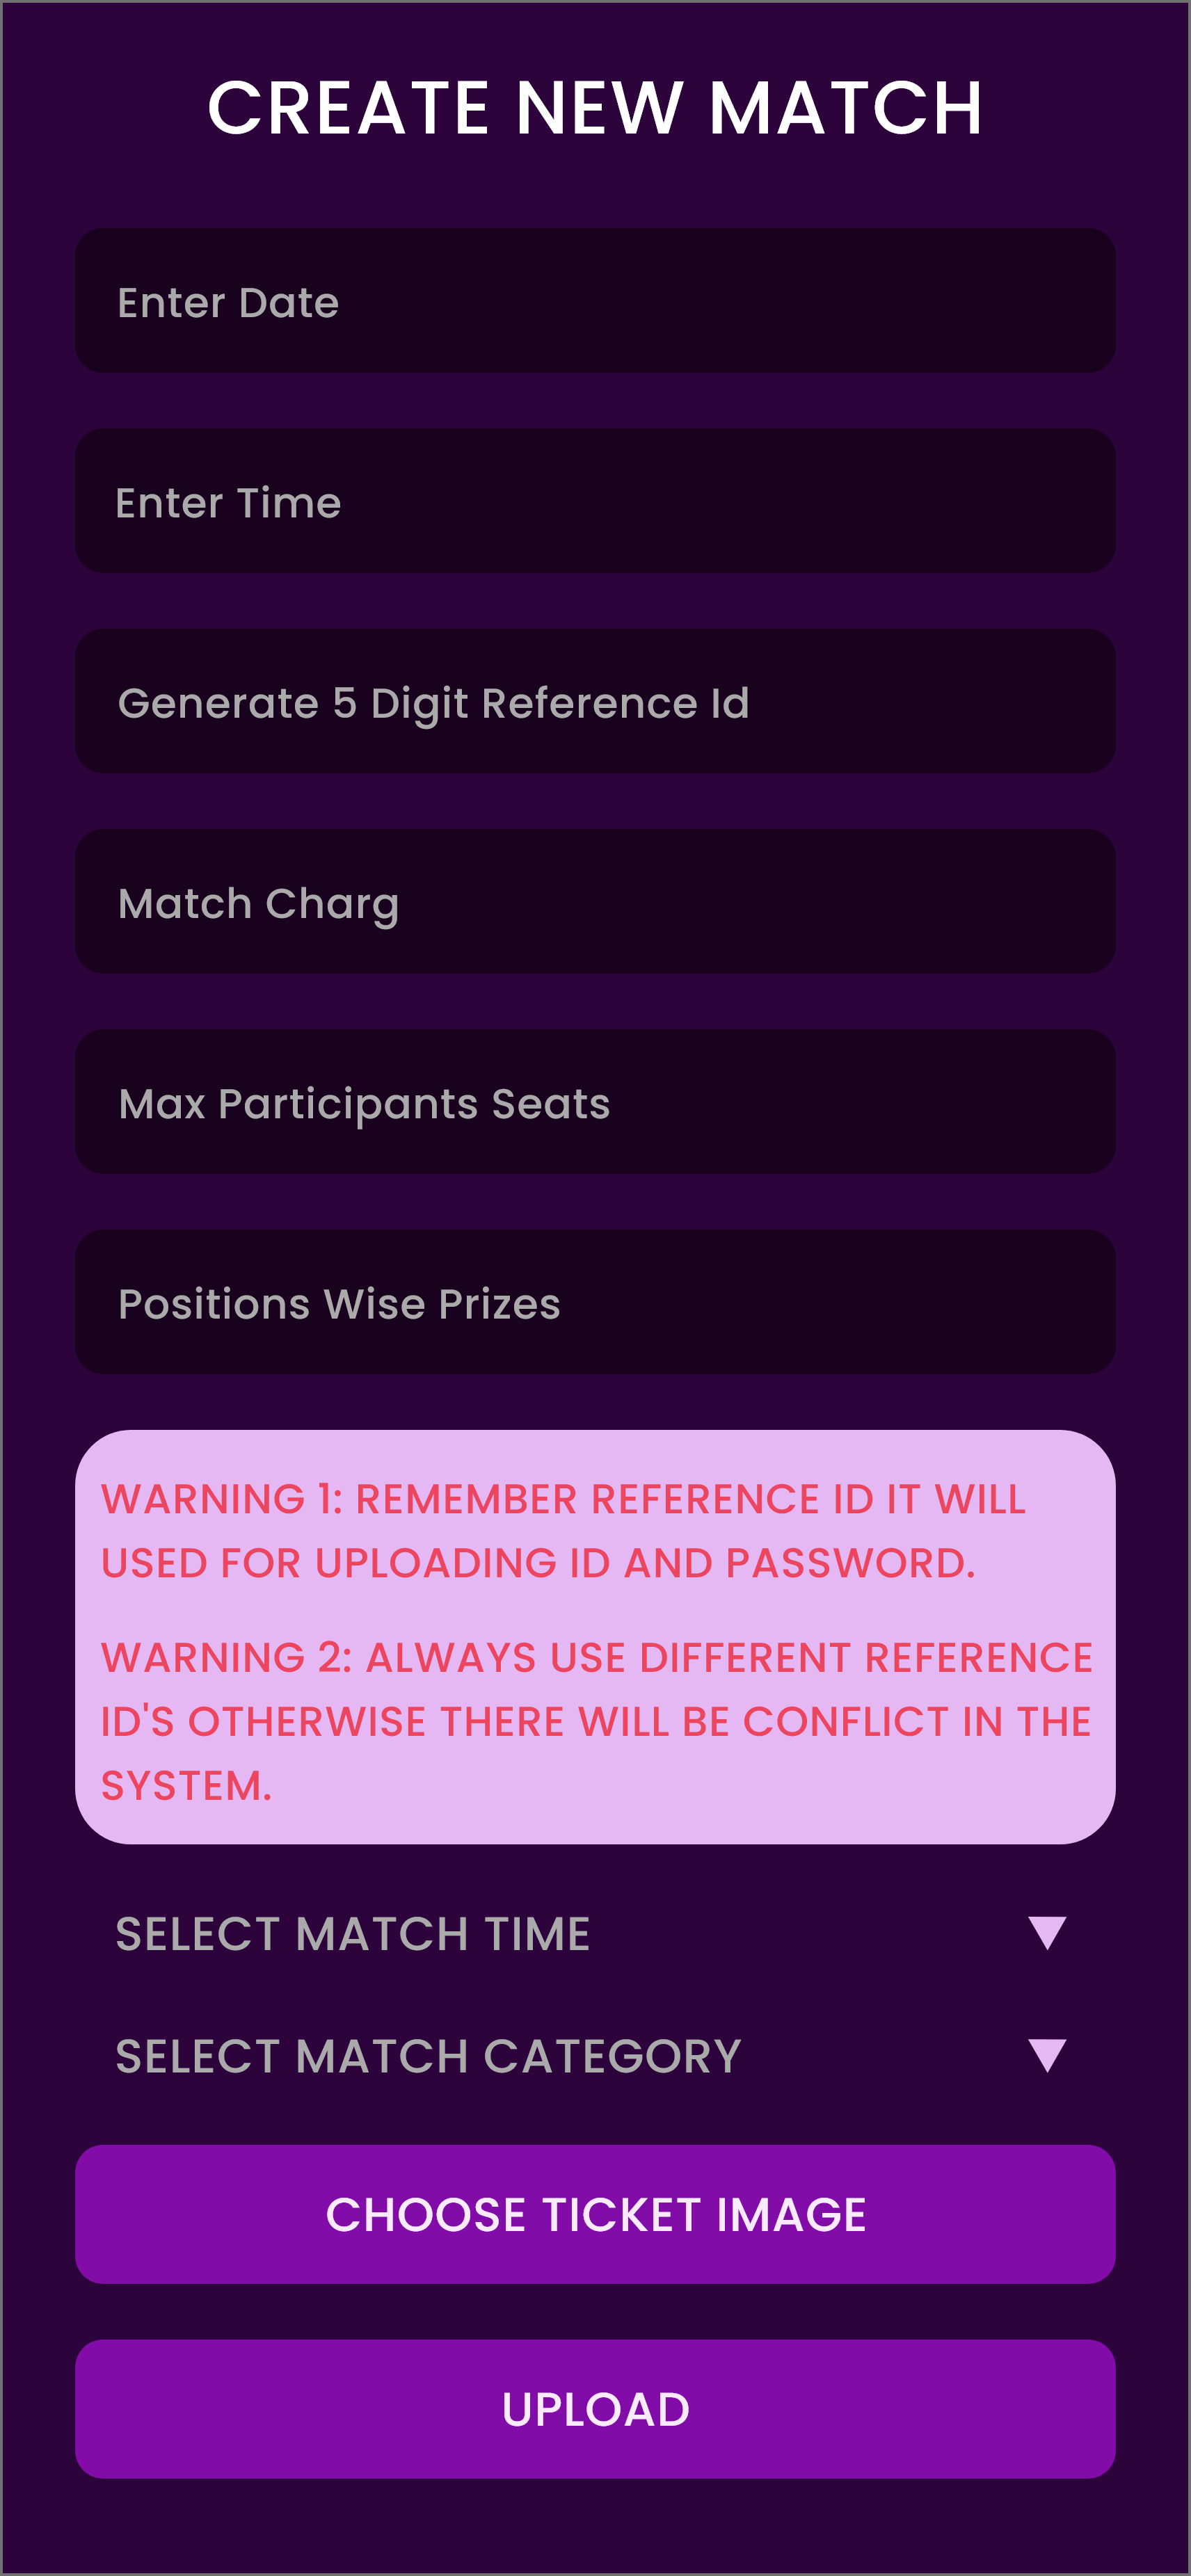 CREATE NEW MATCH
Enter Date
Enter Time
Generate 5 Digit Reference Id
Match Charg
Max Participants Seats
Positions Wise Prizes
WARNING 1: REMEMBER REFERENCE ID IT WILL
USED FOR UPLOADING ID AND PASSWORD.
WARNING 2: ALWAYS USE DIFFERENT REFERENCE
ID'S OTHERWISE THERE WILL BE CONFLICT IN THE
SYSTEM.
SELECT MATCH TIME
SELECT MATCH CATEGORY
CHOOSE TICKET IMAGE
UPLOAD